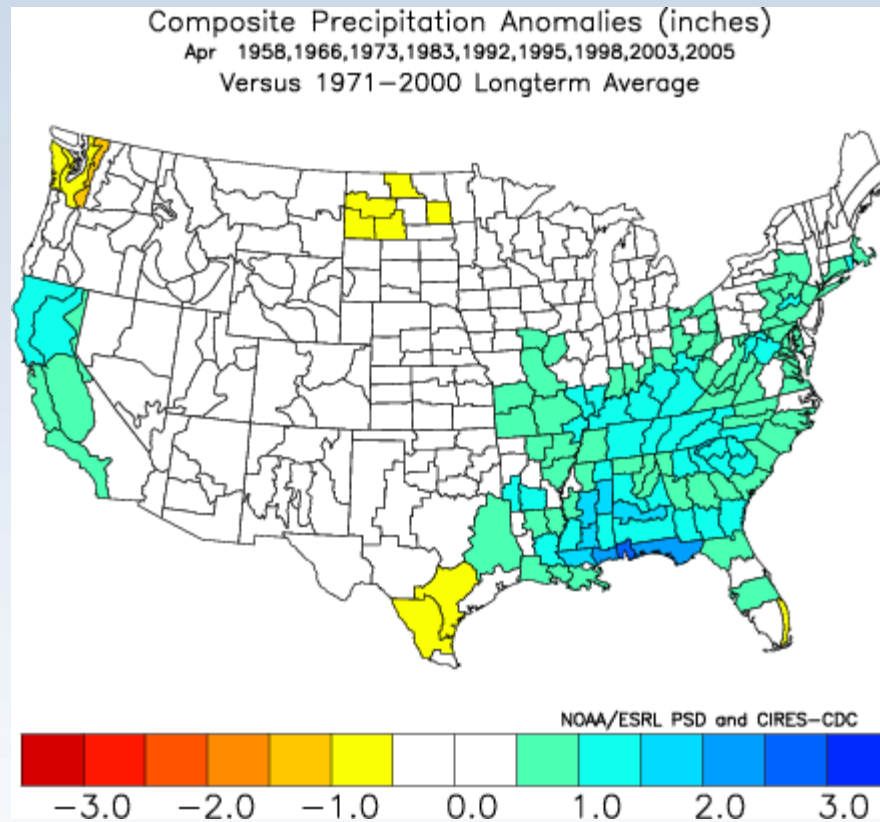 Composite Precipitation Anomalies (inches)
Apr 1958,1966,1973,1983,1992,1995,1998,2003,2005
Versus 1971−2000 Longterm Average
NOAA/ESRL PSD and CIRES−CDC
−3.0 −2.0 −1.0 0.0 1.0 2.0 3.0